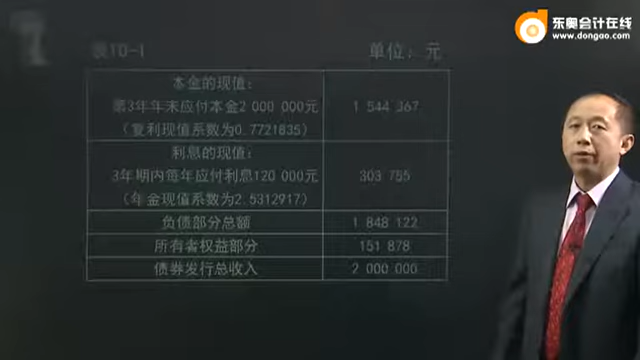 东奥会计在线
www.dongao.com
表10-1
单位：元
本金的现值：
第3年年末应付本金2 000 000元
1 544 367
（复利现值系数为0.7721835）
利息的现值：
3年期内每年应付利息120 000元
303 755
（年金现值系数为2.5312917）
负债部分总额
1 848 122
所有者权益部分
151 878
债券发行总收入
2 000 000